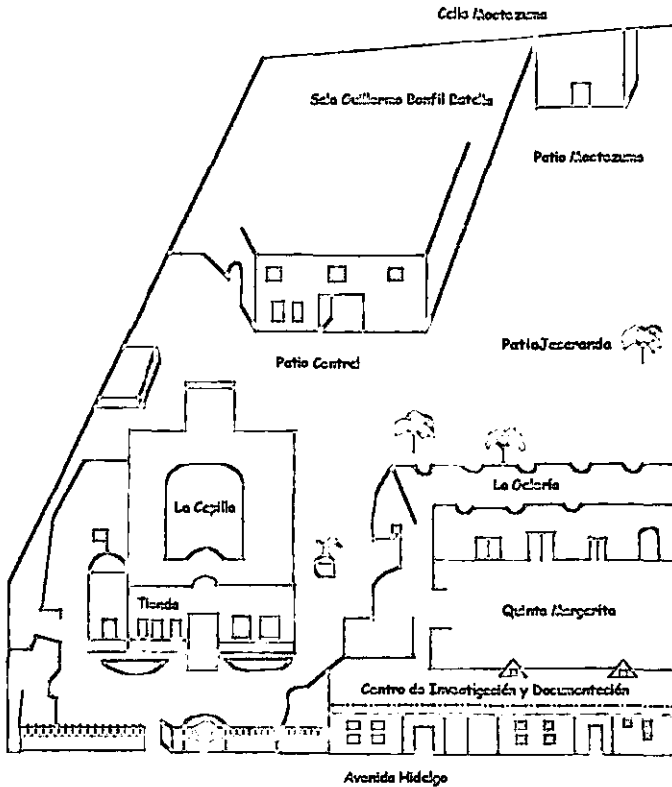 Calle Moctezuma
Sala Guillermo Bonfil Batalla
Patio Moctezuma
Patio Jacaranda
Patio Central
La Galería
La Capilla
Tienda
Quinta Margarita
Centro de Investigación y Documentación
Avenida Hidalgo